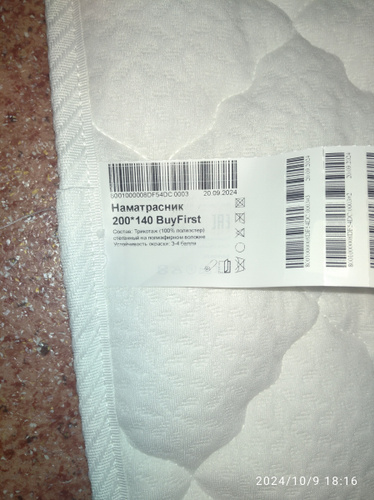 20.09.2024
Наматрасник
200*140 BuyFirst
Состав: Трикотаж (100% полиэстер)
стеганный на полиэфирном волокне
Устойчивость окраски: 3-4 балла
2024/10/9 18:16